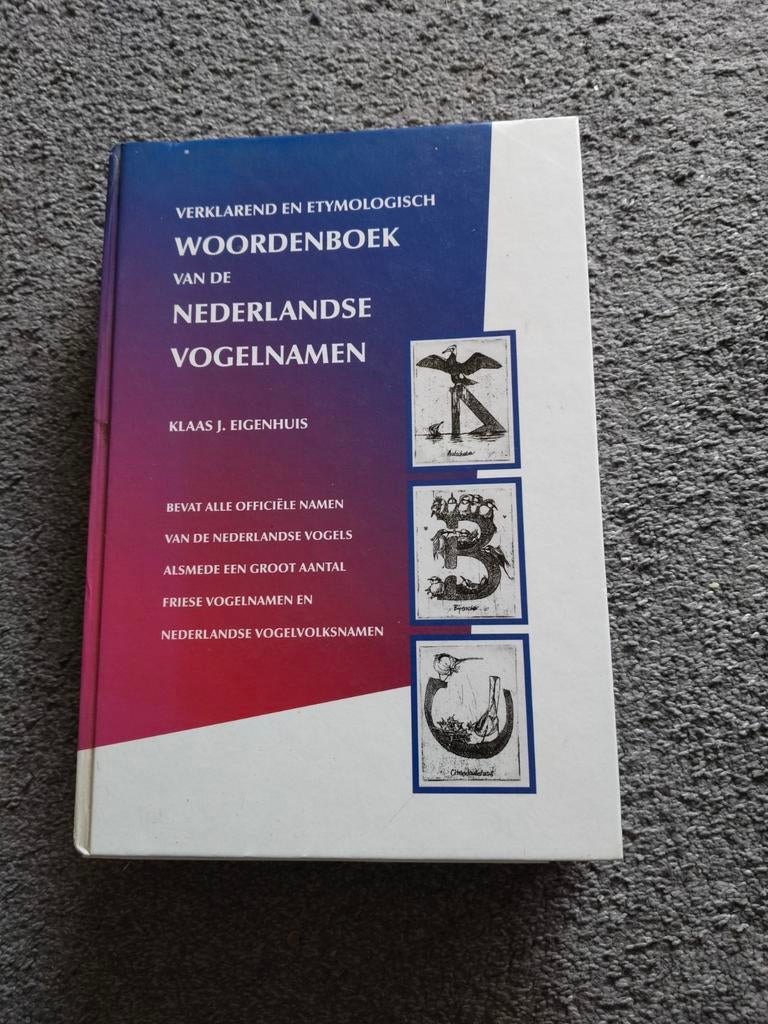 VERKLAREND EN ETYMOLOGISCH
WOORDENBOEK
VAN DE
NEDERLANDSE
VOGELNAMEN
KLAAS J. EIGENHUIS
BEVAT ALLE OFFICIËLE NAMEN
VAN DE NEDERLANDSE VOGELS
ALSMEDE EEN GROOT AANTAL
FRIESE VOGELNAMEN EN
NEDERLANDSE VOGELVOLKSNAMEN
B